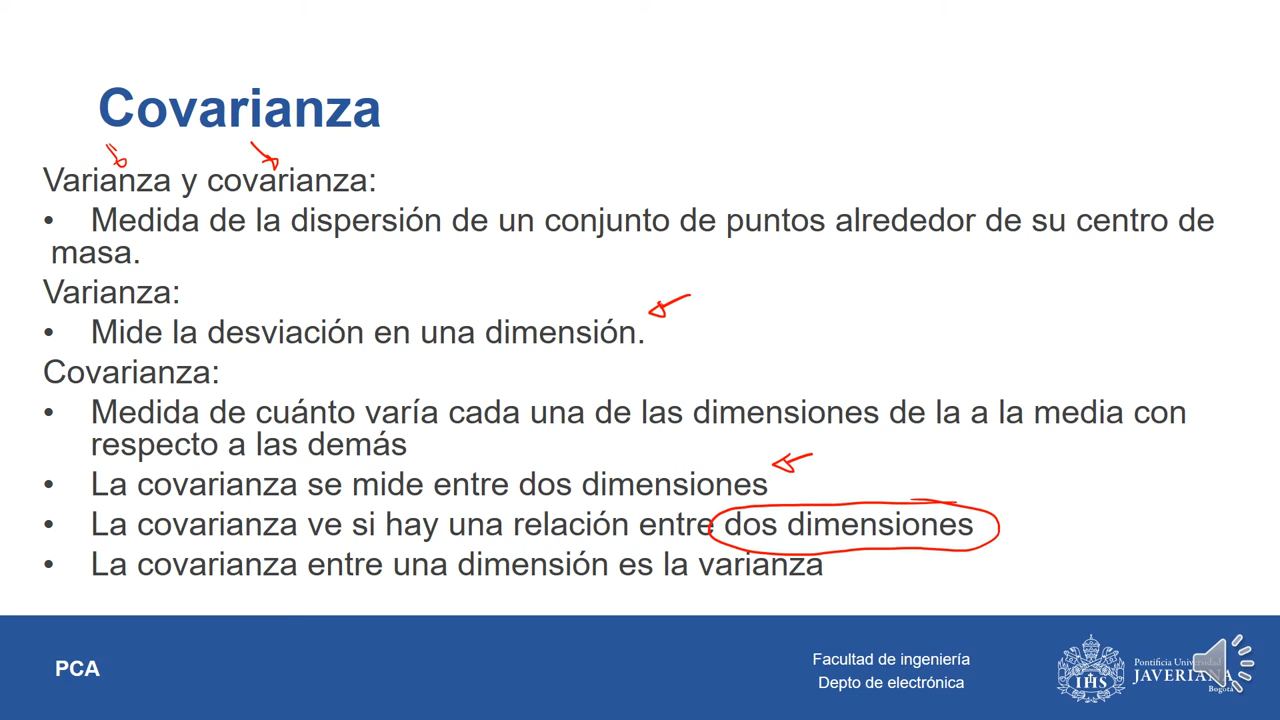 Covarianza
Varianza y covarianza:
• Medida de la dispersión de un conjunto de puntos alrededor de su centro de
masa.
Varianza:
• Mide la desviación en una dimensión.
Covarianza:
• Medida de cuánto varía cada una de las dimensiones de la a la media con
respecto a las demás
• La covarianza se mide entre dos dimensiones
• La covarianza ve si hay una relación entre dos dimensiones
• La covarianza entre una dimensión es la varianza
PCA
Facultad de ingeniería
Depto de electrónica
IHS
Pontificia Universidad
JAVERIANA
Bogotá